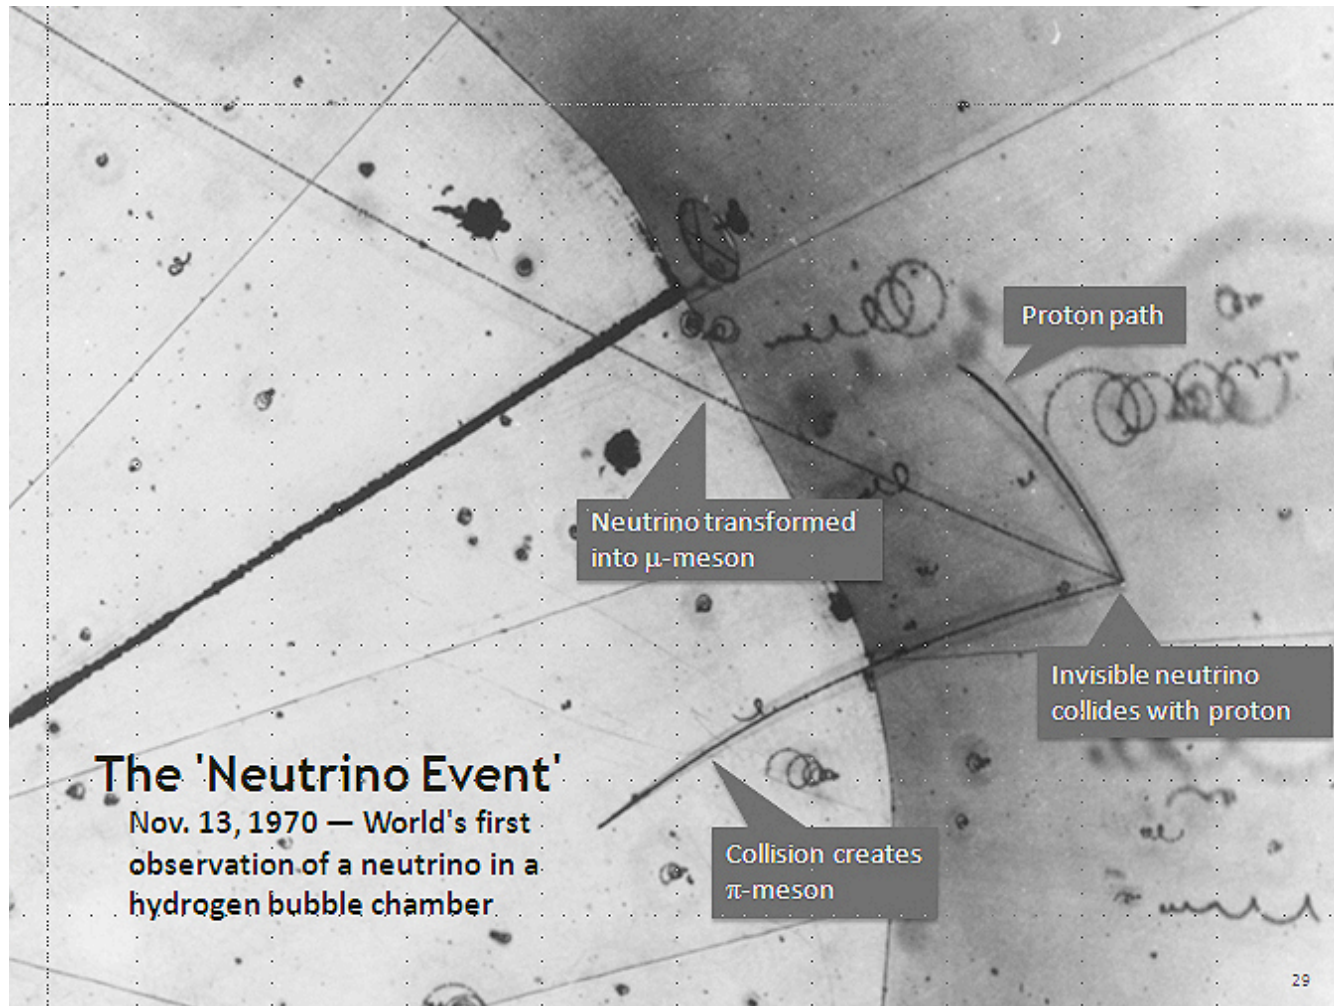 Proton path
Neutrino transformed
into μ-meson
Invisible neutrino
collides with proton
The 'Neutrino Event'
Nov. 13, 1970 — World's first
observation of a neutrino in a
hydrogen bubble chamber
Collision creates
π-meson
29